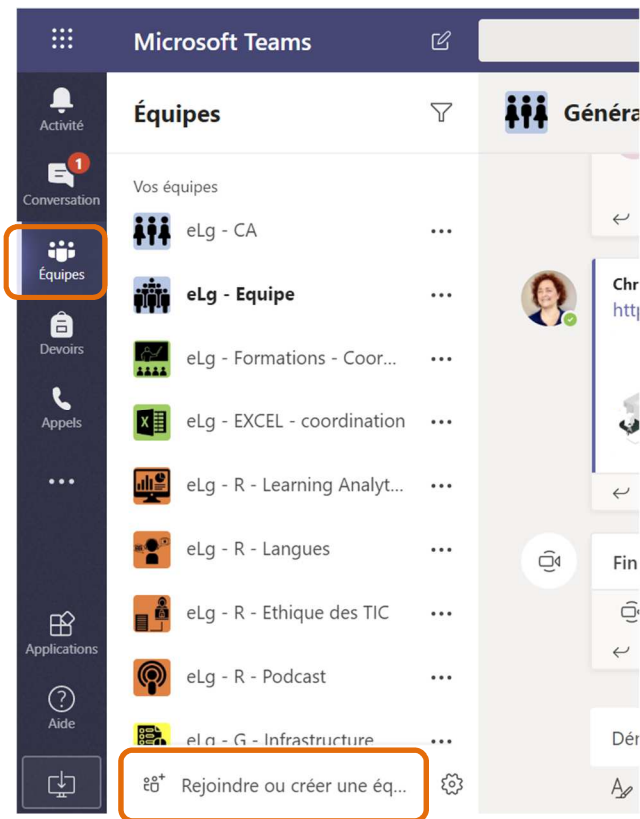 Microsoft Teams
Activité
Équipes
Généra
1
Conversation
Vos équipes
eLg - CA
Équipes
eLg - Equipe
Chr
http
Devoirs
eLg - Formations - Coor...
Appels
eLg - EXCEL - coordination
eLg - R - Learning Analyt...
eLg - R - Langues
Fin
eLg - R - Ethique des TIC
Applications
eLg - R - Podcast
Aide
eLg - G - Infrastructure
Rejoindre ou créer une éq...